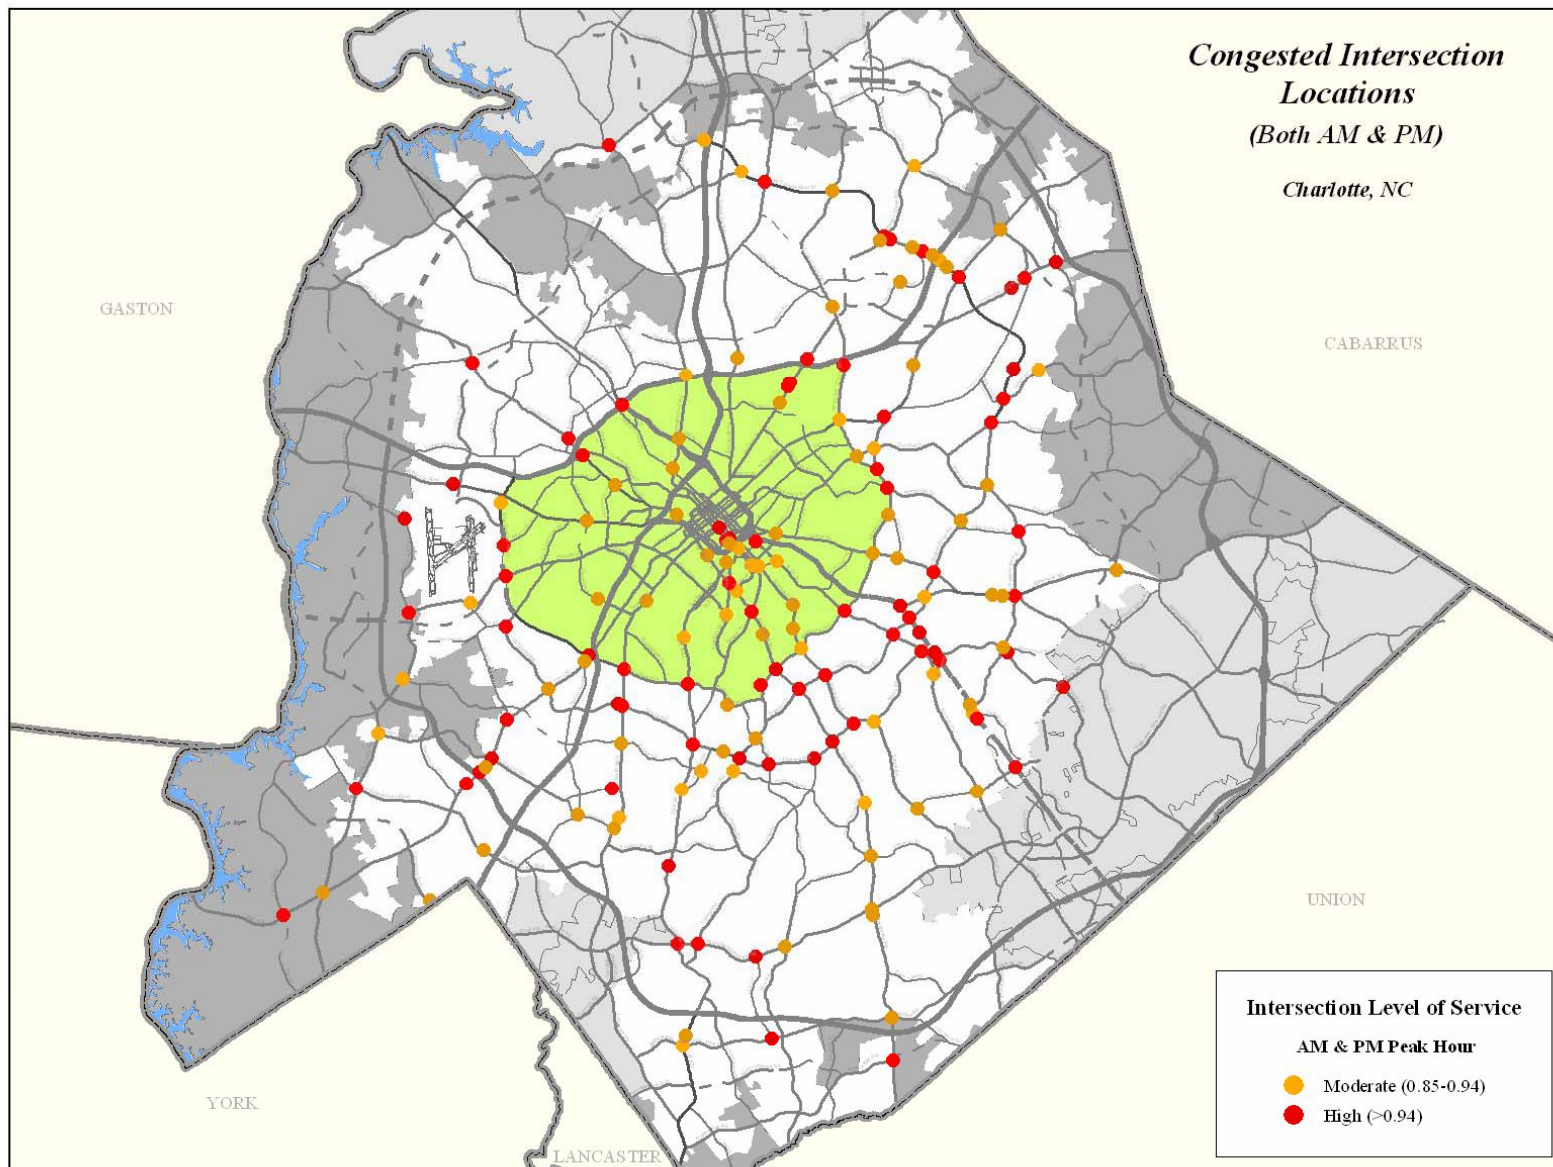 Congested Intersection
Locations
(Both AM & PM)
Charlotte, NC
GASTON
CABARRUS
UNION
YORK
LANCASTER
Intersection Level of Service
AM & PM Peak Hour
Moderate (0.85-0.94)
High (>0.94)